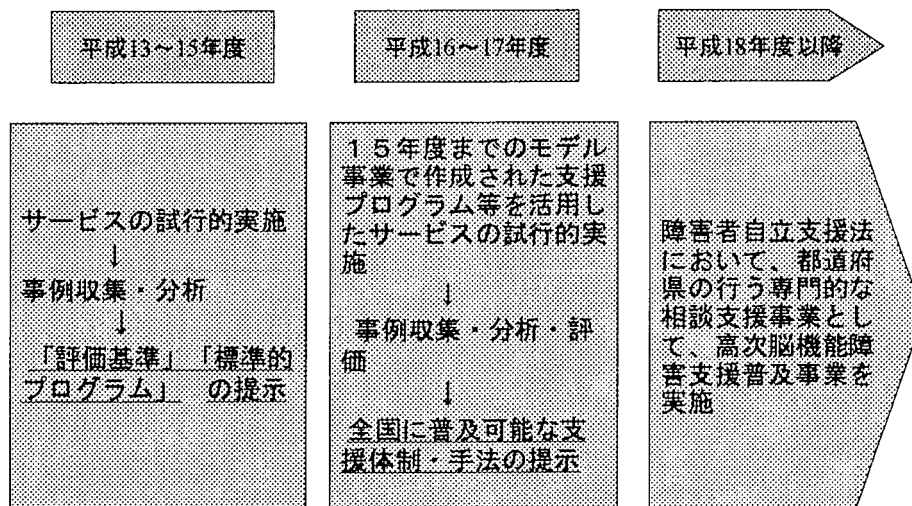 平成13～15年度
平成16～17年度
平成18年度以降
サービスの試行的実施
↓
事例収集・分析
↓
「評価基準」「標準的
プログラム」　の提示
１５年度までのモデル
事業で作成された支援
プログラム等を活用し
たサービスの試行的実
施
↓
事例収集・分析・評
価
↓
全国に普及可能な支
援体制・手法の提示
障害者自立支援法
において、都道府
県の行う専門的な
相談支援事業とし
て、高次脳機能障
害支援普及事業を
実施